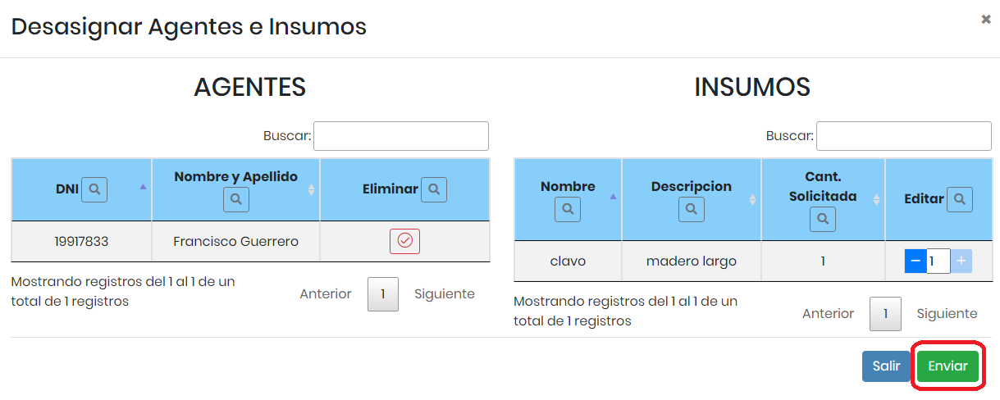 Desasignar Agentes e Insumos
×
AGENTES
Buscar:
DNI
Nombre y Apellido
Eliminar
19917833
Francisco Guerrero
Mostrando registros del 1 al 1 de un
total de 1 registros
Anterior
1
Siguiente
INSUMOS
Buscar:
Nombre
Descripcion
Cant.
Solicitada
Editar
clavo
madero largo
1
− 1 +
Mostrando registros del 1 al 1 de un
total de 1 registros
Anterior
1
Siguiente
Salir
Enviar